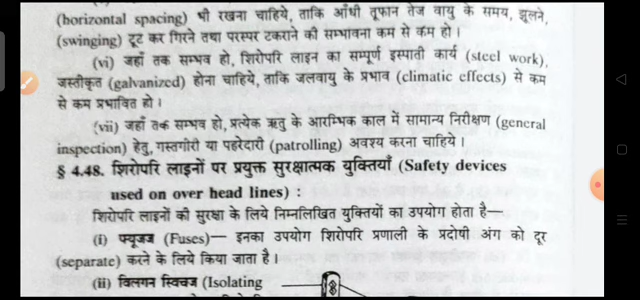 (horizontal spacing) भी रखना चाहिये, ताकि आँधी तूफान तेज वायु के समय, झूलने,
(swinging) टूट कर गिरने तथा परस्पर टकराने की सम्भावना कम से कम हो।
(vi) जहाँ तक सम्भव हो, शिरोपरि लाइन का सम्पूर्ण इस्पाती कार्य (steel work),
जस्तीकृत (galvanized) होना चाहिये, ताकि जलवायु के प्रभाव (climatic effects) से कम
से कम प्रभावित हो।
(vii) जहाँ तक सम्भव हो, प्रत्येक ऋतु के आरम्भिक काल में सामान्य निरीक्षण (general
inspection) हेतु, गस्तगोरी या पहरेदारी (patrolling) अवश्य करना चाहिये।
§ 4.48. शिरोपरि लाइनों पर प्रयुक्त सुरक्षात्मक युक्तियाँ (Safety devices
used on over head lines) :
शिरोपरि लाइनों की सुरक्षा के लिये निम्नलिखित युक्तियों का उपयोग होता है—
(i) फ्यूजज (Fuses)— इनका उपयोग शिरोपरि प्रणाली के प्रदोषी अंग को दूर
(separate) करने के लिये किया जाता है।
(ii) विलगन स्विचज (Isolating